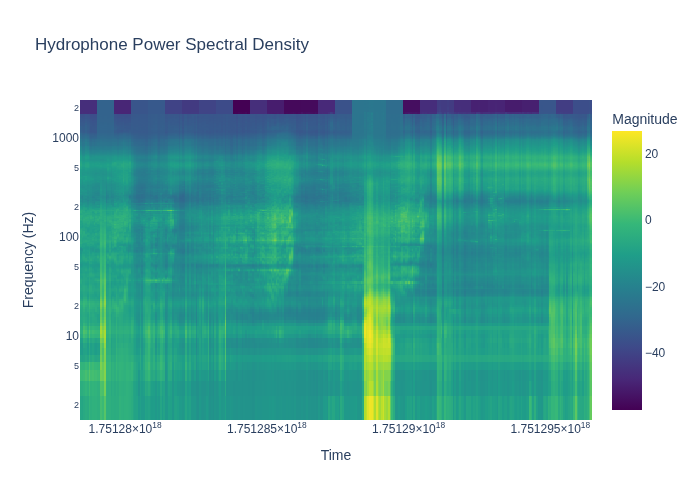 Hydrophone Power Spectral Density
Magnitude
20
0
−20
−40
2
1000
5
2
100
5
2
10
5
2
Frequency (Hz)
1.75128×10¹⁸ 1.751285×10¹⁸ 1.75129×10¹⁸ 1.751295×10¹⁸
Time